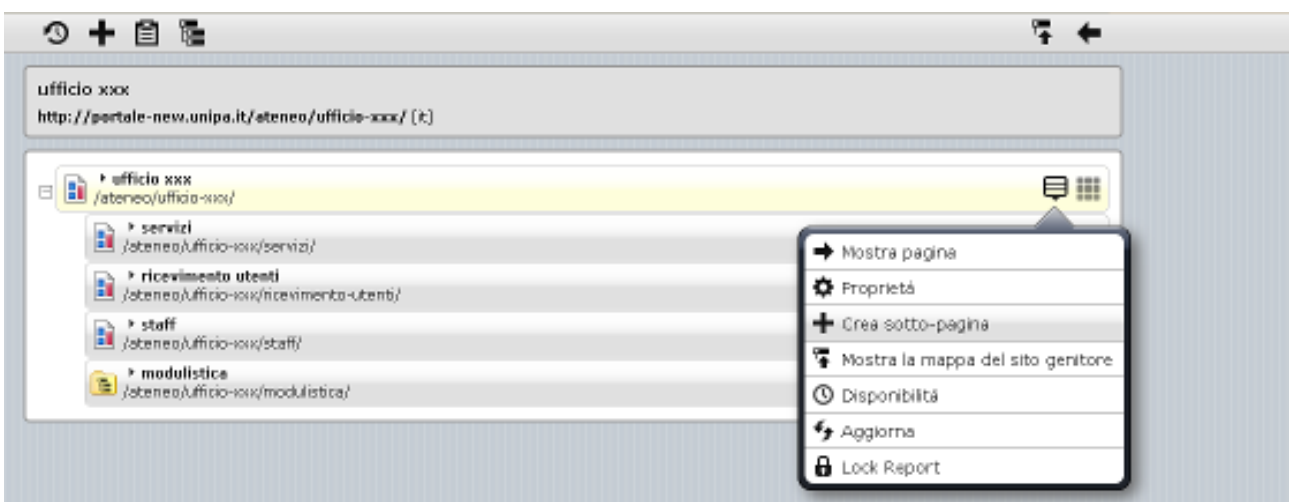 ufficio xxx
http://portale-new.unipa.it/ateneo/ufficio-xxx/ [it]
ufficio xxx
/ateneo/ufficio-xxx/
servizi
/ateneo/ufficio-xxx/servizi/
ricevimento utenti
/ateneo/ufficio-xxx/ricevimento-utenti/
staff
/ateneo/ufficio-xxx/staff/
modulistica
/ateneo/ufficio-xxx/modulistica/
Mostra pagina
Proprietà
Crea sotto-pagina
Mostra la mappa del sito genitore
Disponibilità
Aggiorna
Lock Report